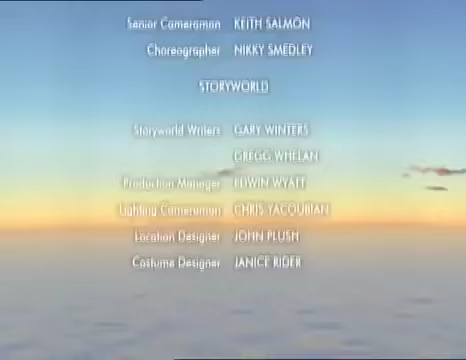 Senior Cameraman KEITH SALMON
Choreographer NIKKY SMEDLEY
STORYWORLD
Storyworld Writers GARY WINTERS
GREGG WHELAN
Production Manager EDWIN WYATT
Lighting Cameraman CHRIS YACOUBIAN
Location Designer JOHN PLUSH
Costume Designer JANICE RIDER